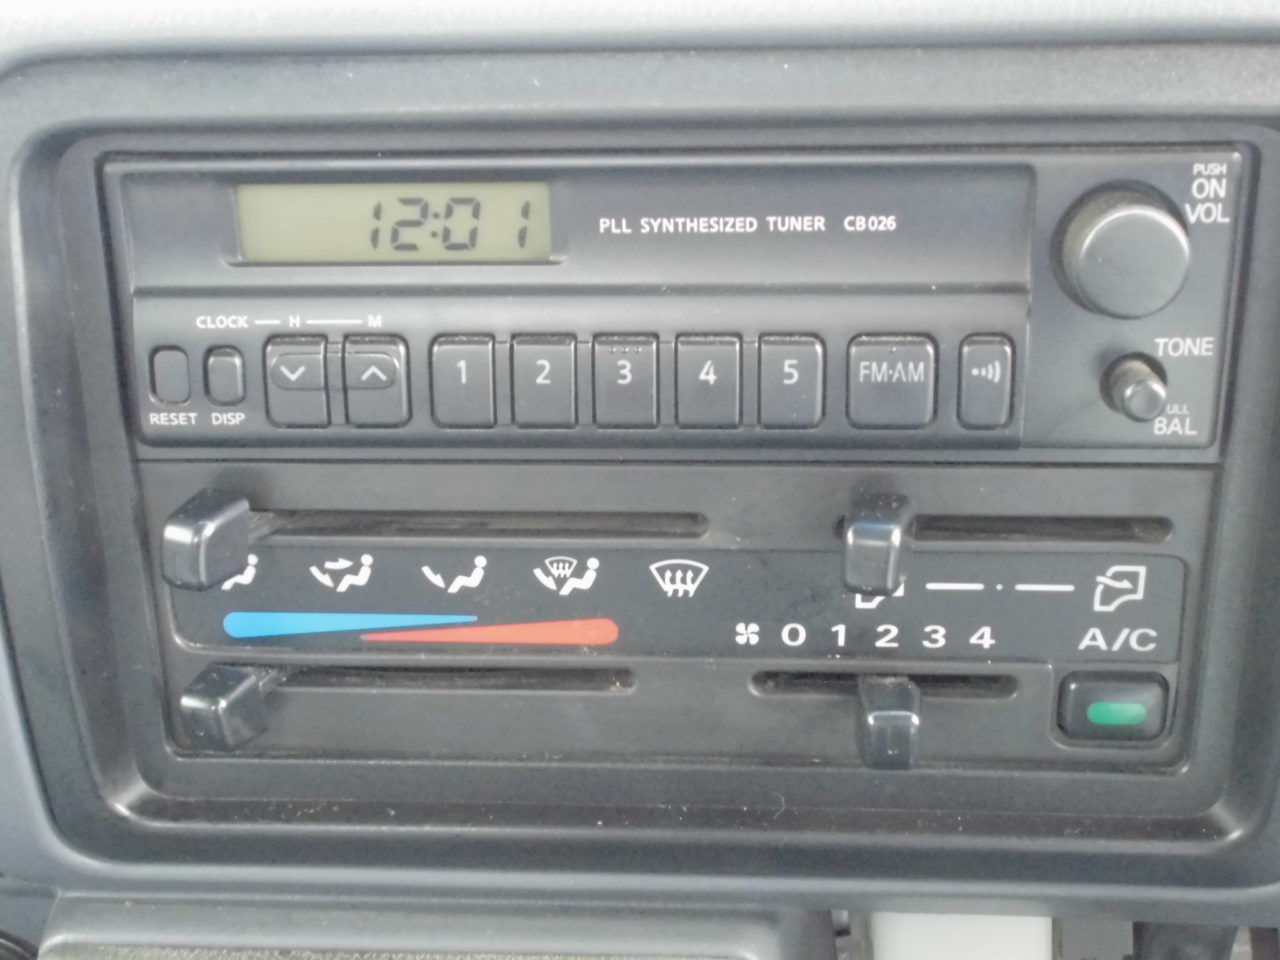 12:01
PLL SYNTHESIZED TUNER CB026
PUSH
ON
VOL
CLOCK H M
RESET DISP
1 2 3 4 5 FM·AM
TONE
BAL
0 1 2 3 4
A/C